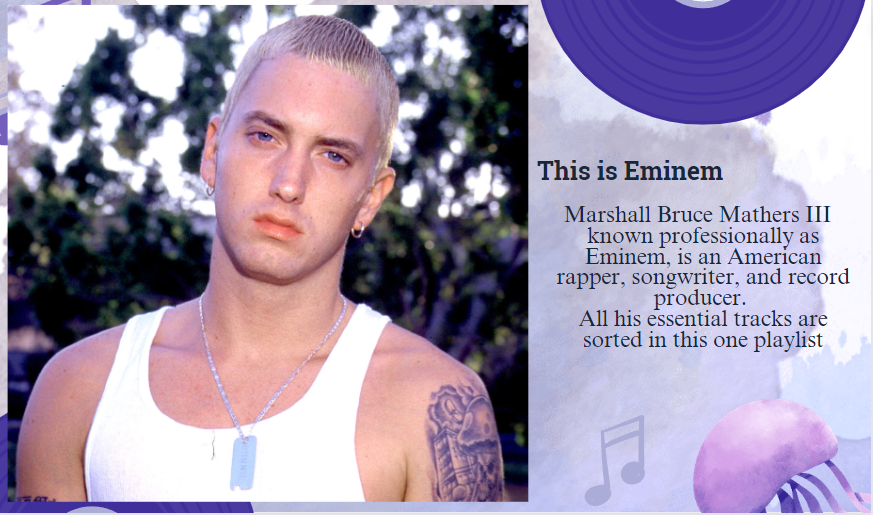 This is Eminem
Marshall Bruce Mathers III
known professionally as
Eminem, is an American
rapper, songwriter, and record
producer.
All his essential tracks are
sorted in this one playlist